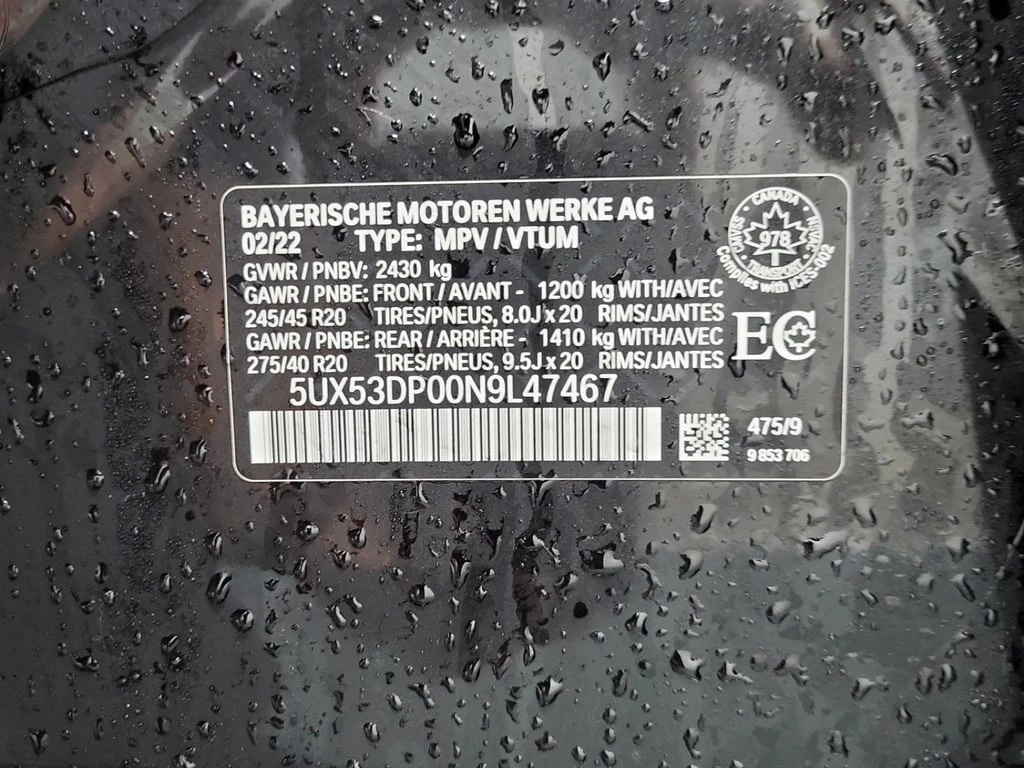 BAYERISCHE MOTOREN WERKE AG
02/22 TYPE: MPV / VTUM
GVWR / PNBV: 2430 kg
GAWR / PNBE: FRONT / AVANT - 1200 kg WITH/AVEC
245/45 R20 TIRES/PNEUS, 8.0J x 20 RIMS/JANTES
GAWR / PNBE: REAR / ARRIÈRE - 1410 kg WITH/AVEC
275/40 R20 TIRES/PNEUS, 9.5J x 20 RIMS/JANTES
5UX53DP00N9L47467
CANADA
978
TRANSPORT
Complies with ICES-002
EC
475/9
9 853 706